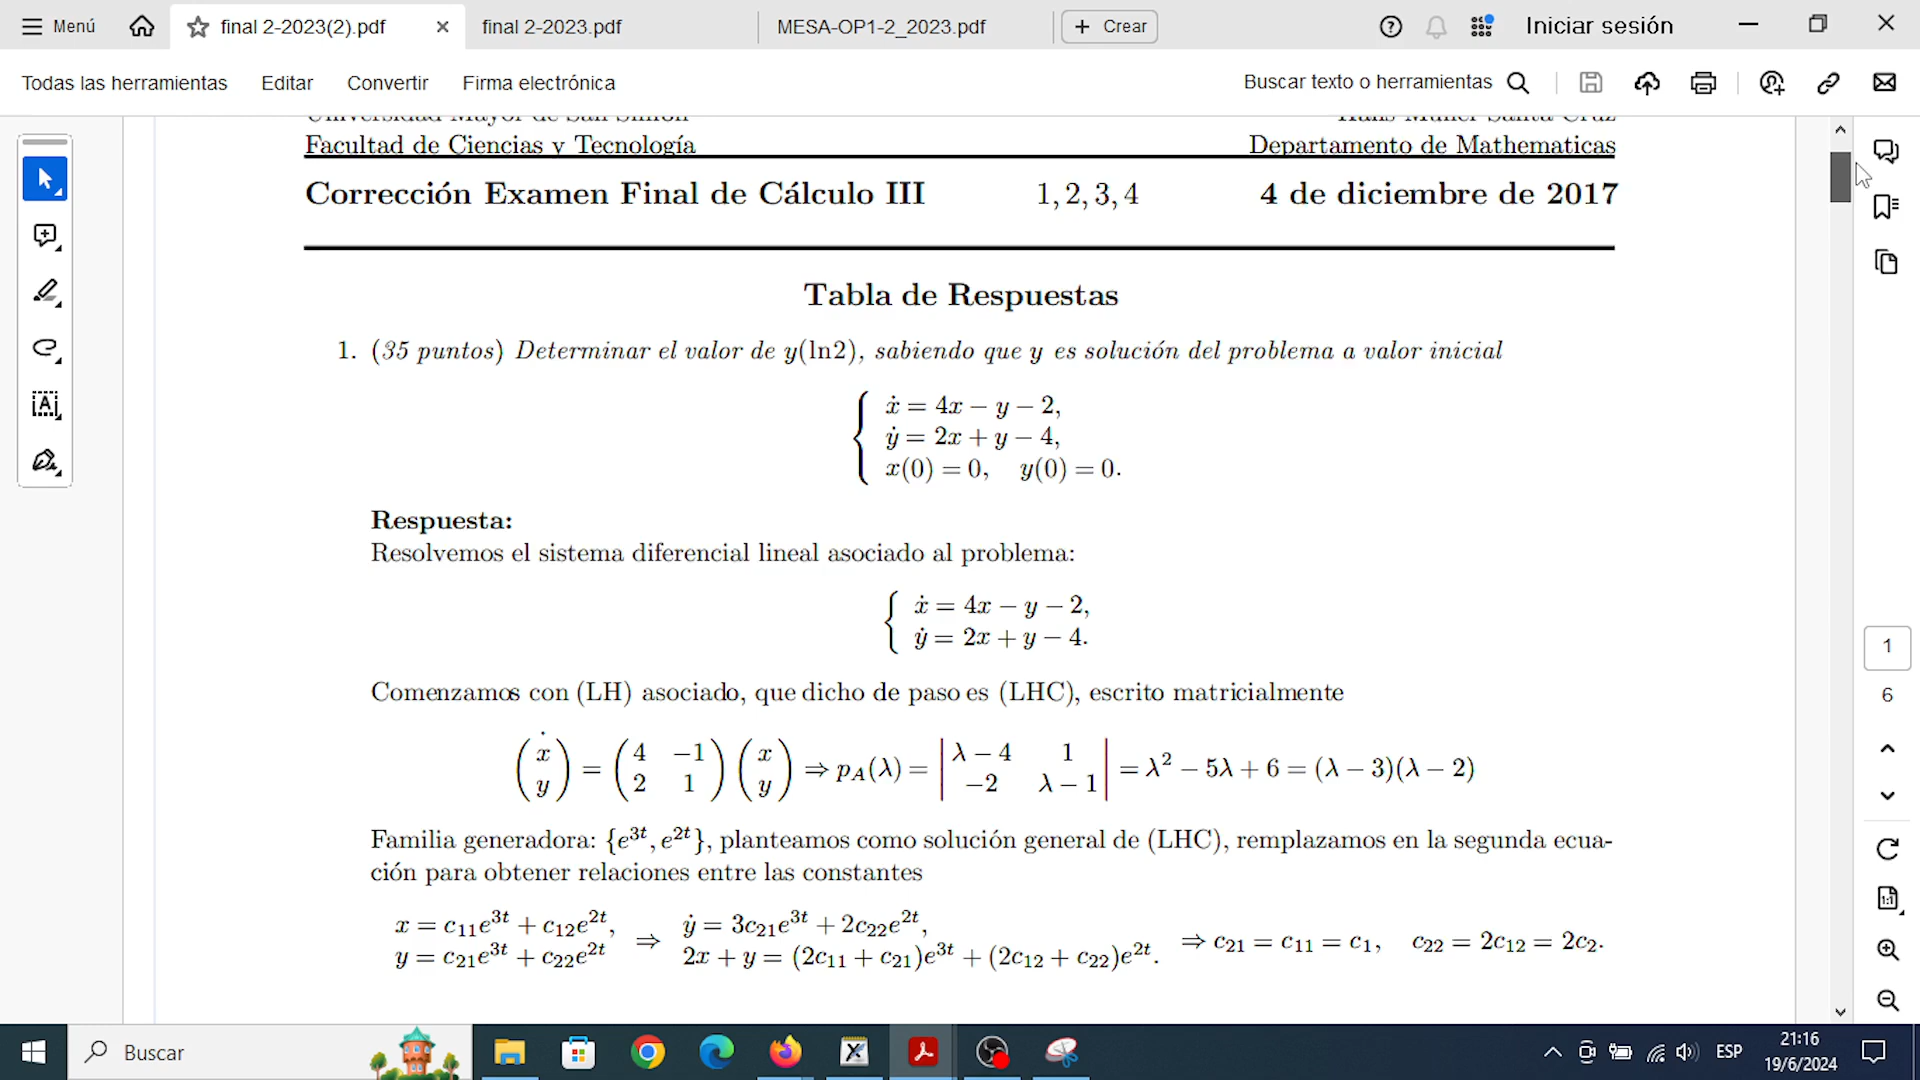 Menú
final 2-2023(2).pdf
final 2-2023.pdf
MESA-OP1-2_2023.pdf
Crear
Iniciar sesión
Todas las herramientas
Editar
Convertir
Firma electrónica
Buscar texto o herramientas
Universidad Mayor de San Simón
Facultad de Ciencias y Tecnología
Hans Müller Santa Cruz
Departamento de Mathematicas
Corrección Examen Final de Cálculo III 1, 2, 3, 4 4 de diciembre de 2017
Tabla de Respuestas
1. (35 puntos) Determinar el valor de y(ln2), sabiendo que y es solución del problema a valor inicial
{ ẋ = 4x − y − 2,
ẏ = 2x + y − 4,
x(0) = 0, y(0) = 0.
Respuesta:
Resolvemos el sistema diferencial lineal asociado al problema:
{ ẋ = 4x − y − 2,
ẏ = 2x + y − 4.
Comenzamos con (LH) asociado, que dicho de paso es (LHC), escrito matricialmente
(x y)˙ = (4 −1 2 1) (x y) ⇒ p_A(λ) = |λ − 4 1 −2 λ − 1| = λ² − 5λ + 6 = (λ − 3)(λ − 2)
Familia generadora: {e^{3t}, e^{2t}}, planteamos como solución general de (LHC), remplazamos en la segunda ecua-
ción para obtener relaciones entre las constantes
x = c₁₁e^{3t} + c₁₂e^{2t}, ⇒ ẏ = 3c₂₁e^{3t} + 2c₂₂e^{2t}, ⇒ c₂₁ = c₁₁ = c₁, c₂₂ = 2c₁₂ = 2c₂.
y = c₂₁e^{3t} + c₂₂e^{2t} 2x + y = (2c₁₁ + c₂₁)e^{3t} + (2c₁₂ + c₂₂)e^{2t}.
1
6
Buscar
ESP
21:16
19/6/2024